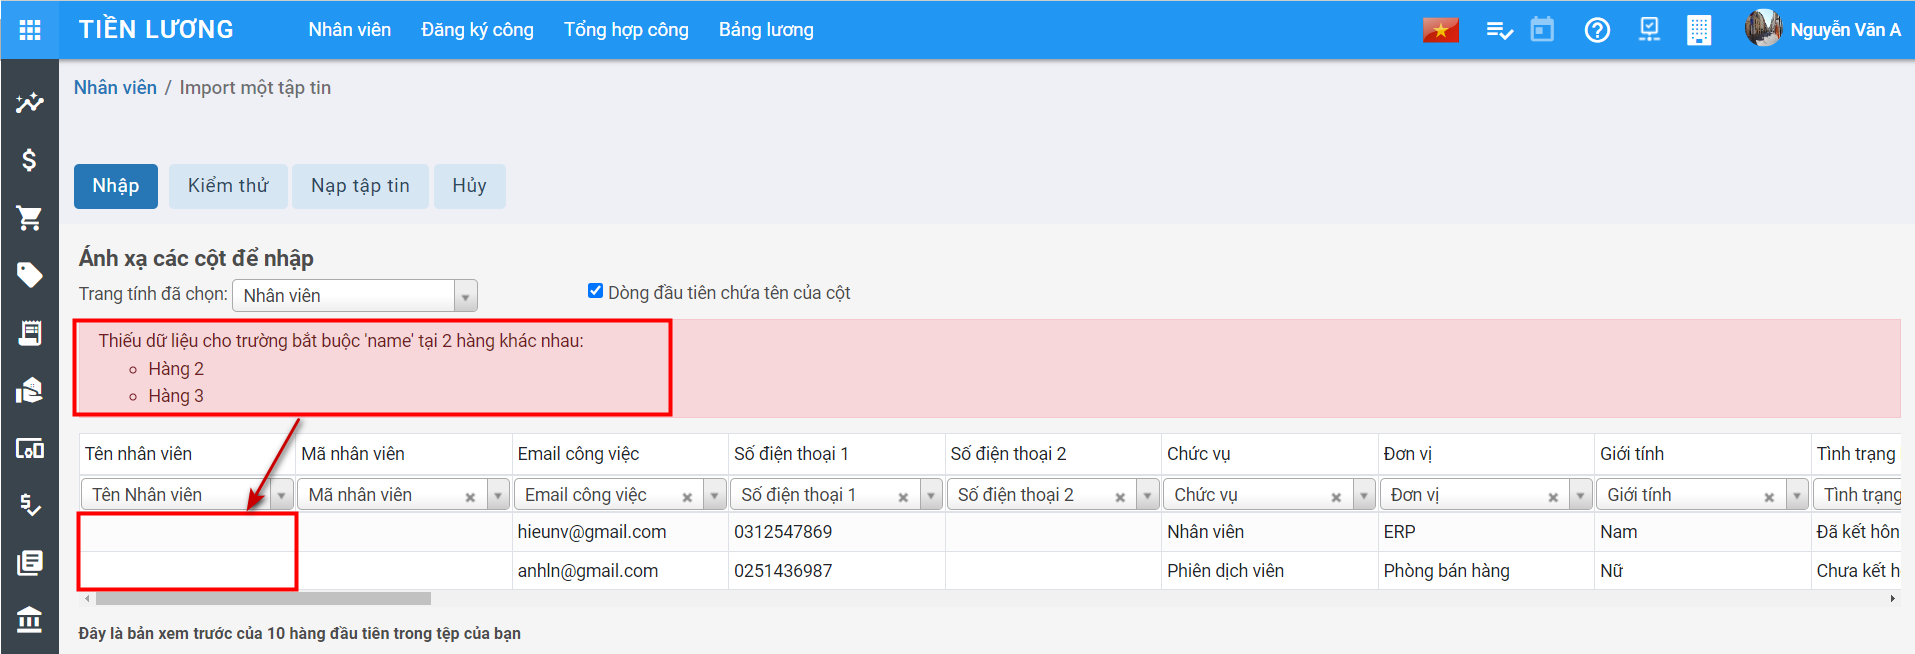 TIỀN LƯƠNG Nhân viên Đăng ký công Tổng hợp công Bảng lương Nguyễn Văn A
Nhân viên / Import một tập tin
Nhập Kiểm thử Nạp tập tin Hủy
Ánh xạ các cột để nhập
Trang tính đã chọn: Nhân viên Dòng đầu tiên chứa tên của cột
Thiếu dữ liệu cho trường bắt buộc 'name' tại 2 hàng khác nhau:
Hàng 2
Hàng 3
Tên nhân viên Mã nhân viên Email công việc Số điện thoại 1 Số điện thoại 2 Chức vụ Đơn vị Giới tính Tình trạng
Tên Nhân viên Mã nhân viên Email công việc Số điện thoại 1 Số điện thoại 2 Chức vụ Đơn vị Giới tính Tình trạng
hieunv@gmail.com 0312547869 Nhân viên ERP Nam Đã kết hôn
anhln@gmail.com 0251436987 Phiên dịch viên Phòng bán hàng Nữ Chưa kết h
Đây là bản xem trước của 10 hàng đầu tiên trong tệp của bạn